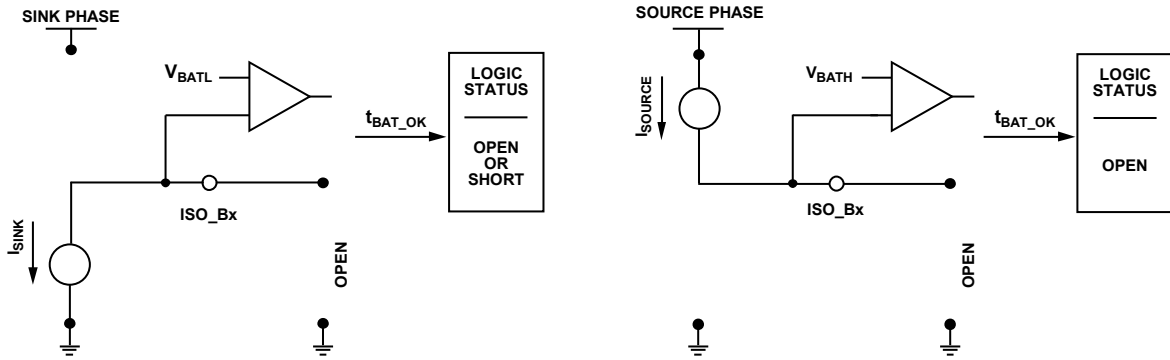 SINK PHASE
V_BATL
LOGIC
STATUS
t_BAT_OK
OPEN
OR
SHORT
ISO_Bx
I_SINK
OPEN
SOURCE PHASE
V_BATH
LOGIC
STATUS
I_SOURCE
t_BAT_OK
OPEN
ISO_Bx
OPEN